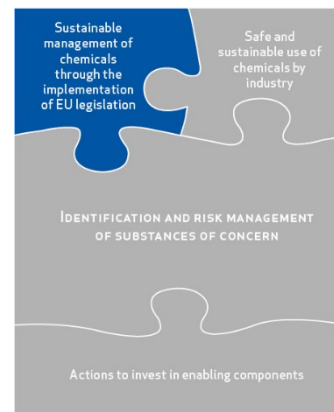 Sustainable
management of
chemicals
through the
implementation
of EU legislation
Safe and
sustainable use of
chemicals by
industry
IDENTIFICATION AND RISK MANAGEMENT
OF SUBSTANCES OF CONCERN
Actions to invest in enabling components